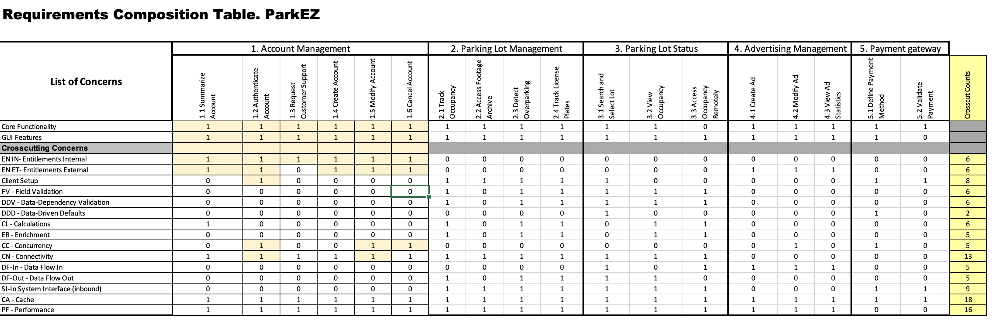 Requirements Composition Table. ParkEZ
List of Concerns
1. Account Management
2. Parking Lot Management
3. Parking Lot Status
4. Advertising Management
5. Payment gateway
1.1 Summarize
Account
1.2 Authenticate
Account
1.3 Request
Customer Support
1.4 Create Account
1.5 Modify Account
1.6 Cancel Account
2.1 Track
Occupancy
2.2 Access Footage
Archive
2.3 Detect
Overparking
2.4 Track License
Plates
3.1 Search and
Select Lot
3.2 View
Occupancy
3.3 Access
Occupancy
Remotely
4.1 Create Ad
4.2 Modify Ad
4.3 View Ad
Statistics
5.1 Define Payment
Method
5.2 Validate
Payment
Crosscut Counts
Core Functionality 1 1 1 1 1 1 1 1 1 1 1 1 0 1 1 1 1 1
GUI Features 1 1 1 1 1 1 1 1 1 1 1 1 1 1 1 1 1 0
Crosscutting Concerns
EN IN- Entitlements Internal 1 1 1 1 1 1 0 0 0 0 0 0 0 0 0 0 0 0 6
EN ET- Entitlements External 1 1 0 1 1 1 0 0 0 0 0 0 0 1 1 1 0 0 6
Client Setup 0 1 0 0 0 0 1 1 1 1 1 0 0 0 0 0 1 1 8
FV - Field Validation 0 0 0 0 0 0 1 0 1 1 1 1 1 0 0 0 0 0 6
DDV - Data-Dependency Validation 0 0 0 0 0 0 1 0 1 1 1 1 1 0 0 0 0 0 6
DDD - Data-Driven Defaults 0 0 0 0 0 0 0 0 0 0 1 0 0 0 0 0 1 0 2
CL - Calculations 1 0 0 0 0 0 1 0 1 1 0 1 1 0 0 0 0 0 6
ER - Enrichment 0 0 0 0 0 0 1 0 1 1 0 1 1 0 0 0 0 0 5
CC - Concurrency 0 1 0 0 1 1 0 0 0 0 0 0 0 0 1 0 1 0 5
CN - Connectivity 1 1 1 1 1 1 1 1 1 1 1 1 1 0 0 0 0 0 13
DF-In - Data Flow In 0 0 0 0 0 0 0 0 0 0 1 0 1 1 1 1 0 0 5
DF-Out - Data Flow Out 0 0 0 0 0 0 1 0 1 1 1 1 0 0 0 0 0 0 5
SI-In System Interface (inbound) 0 0 0 0 0 0 1 1 1 1 1 1 1 0 0 0 1 1 9
CA - Cache 1 1 1 1 1 1 1 1 1 1 1 1 1 1 1 1 1 1 18
PF - Performance 1 1 1 1 1 1 1 1 1 1 1 1 1 1 1 1 0 0 16